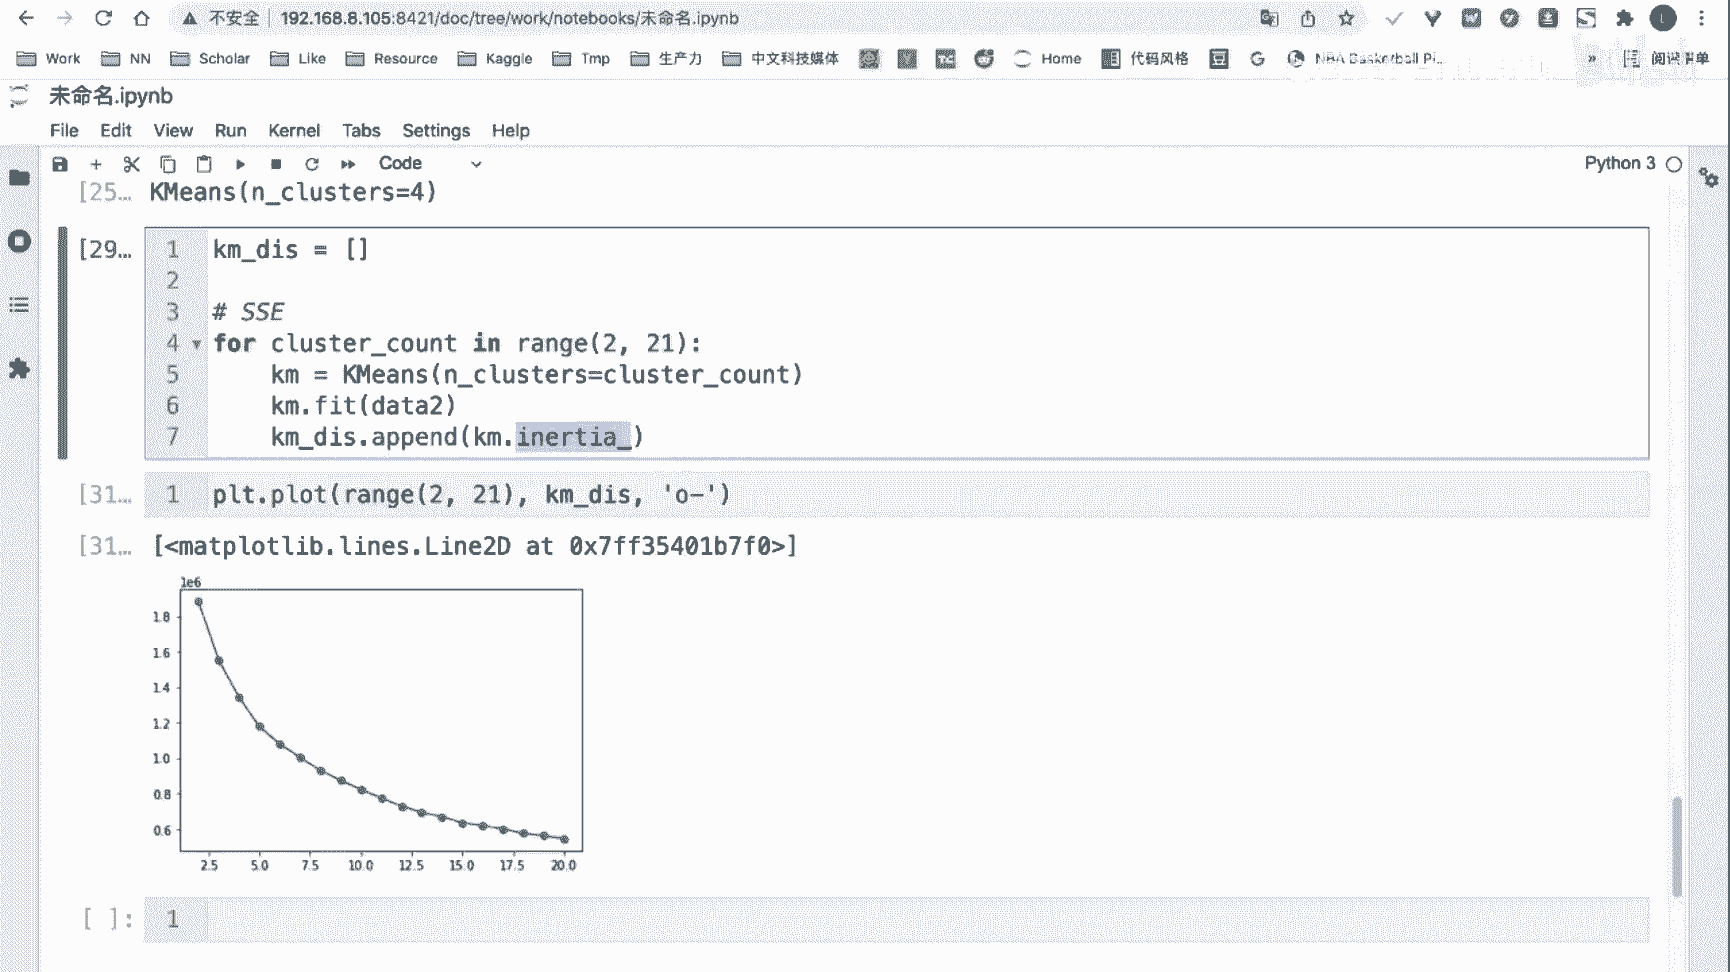 不安全 192.168.8.105:8421/doc/tree/work/notebooks/未命名.ipynb
Work NN Scholar Like Resource Kaggle Tmp 生产力 中文科技媒体 Home 代码风格 NBA Basketball Pi... »
未命名.ipynb
File Edit View Run Kernel Tabs Settings Help
Code Python 3
[25… KMeans(n_clusters=4)
[29… 1 km_dis = []
2
3 # SSE
4 for cluster_count in range(2, 21):
5 km = KMeans(n_clusters=cluster_count)
6 km.fit(data2)
7 km_dis.append(km.inertia_)
[31… 1 plt.plot(range(2, 21), km_dis, 'o-')
[31… [<matplotlib.lines.Line2D at 0x7ff35401b7f0>]
1e6
1.8
1.6
1.4
1.2
1.0
0.8
0.6
2.5 5.0 7.5 10.0 12.5 15.0 17.5 20.0
[ ]: 1